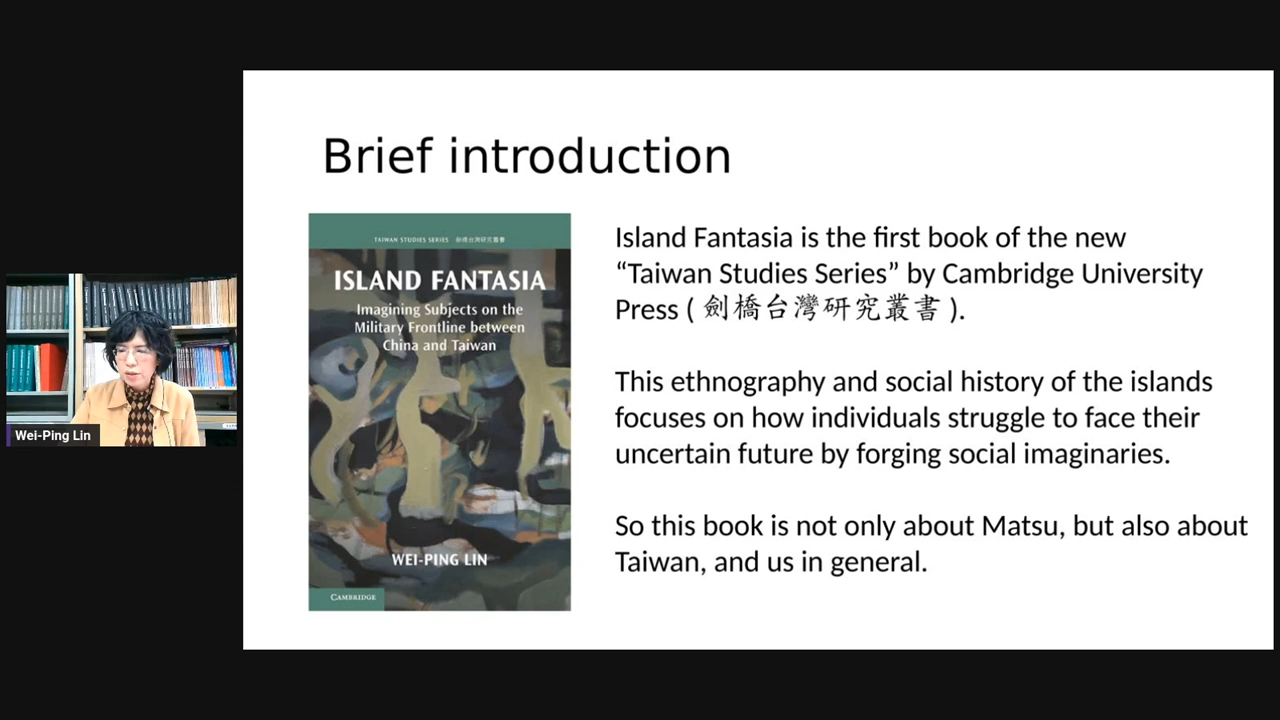 Brief introduction
TAIWAN STUDIES SERIES 劍橋台灣研究叢書
ISLAND FANTASIA
Imagining Subjects on the
Military Frontline between
China and Taiwan
WEI-PING LIN
CAMBRIDGE
Island Fantasia is the first book of the new
“Taiwan Studies Series” by Cambridge University
Press ( 劍橋台灣研究叢書 ).
This ethnography and social history of the islands
focuses on how individuals struggle to face their
uncertain future by forging social imaginaries.
So this book is not only about Matsu, but also about
Taiwan, and us in general.
Wei-Ping Lin